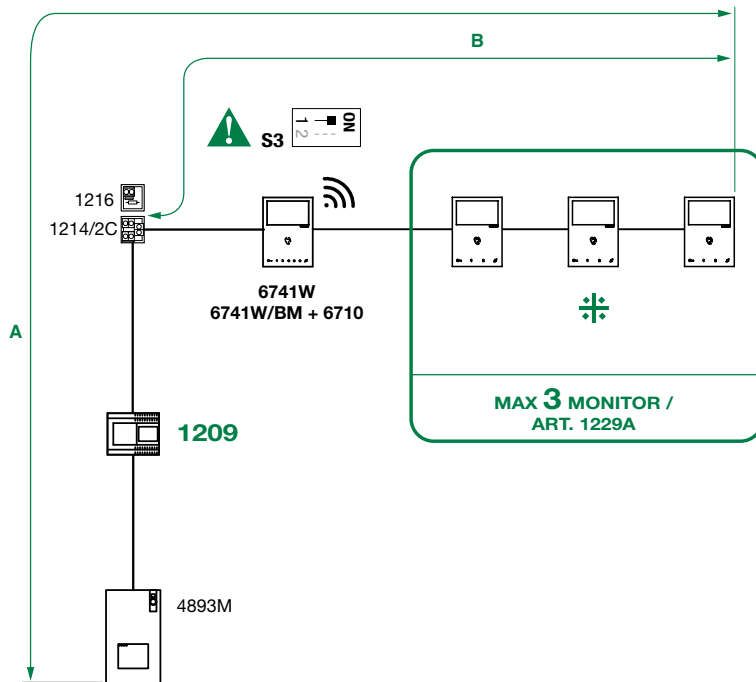 A
B
S3
ON
1
2
1216
1214/2C
6741W
6741W/BM + 6710
MAX 3 MONITOR /
ART. 1229A
1209
4893M